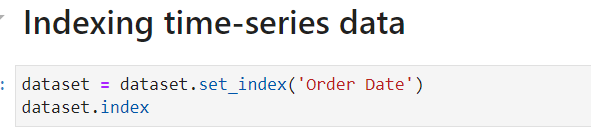 Indexing time-series data
: dataset = dataset.set_index('Order Date')
dataset.index